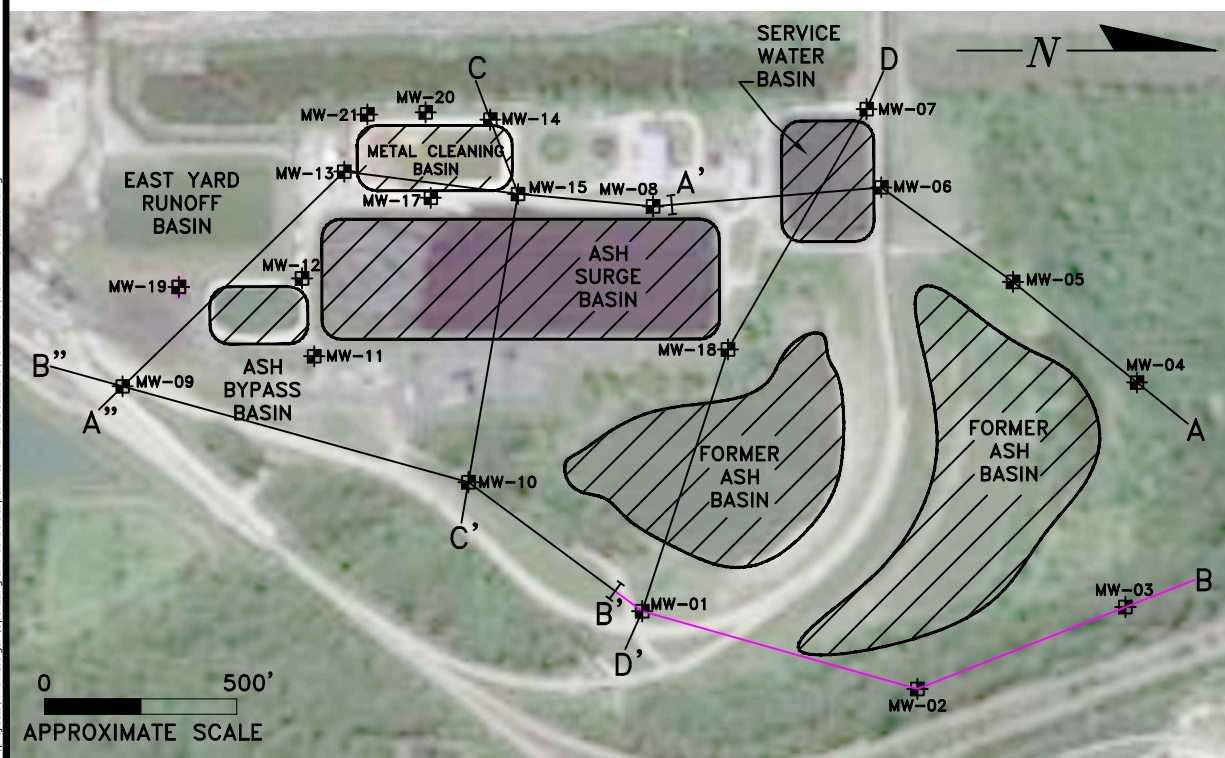 SERVICE
WATER
BASIN
N
D
C
MW-07
MW-20
MW-21
MW-14
METAL CLEANING
BASIN
MW-13
MW-15
MW-08
A'
MW-06
MW-17
EAST YARD
RUNOFF
BASIN
ASH
SURGE
BASIN
MW-12
MW-19
MW-05
MW-11
MW-18
B"
MW-09
A"
ASH
BYPASS
BASIN
MW-04
A
FORMER
ASH
BASIN
FORMER
ASH
BASIN
MW-10
C'
B'
MW-01
D'
MW-03
B
MW-02
0 500'
APPROXIMATE SCALE